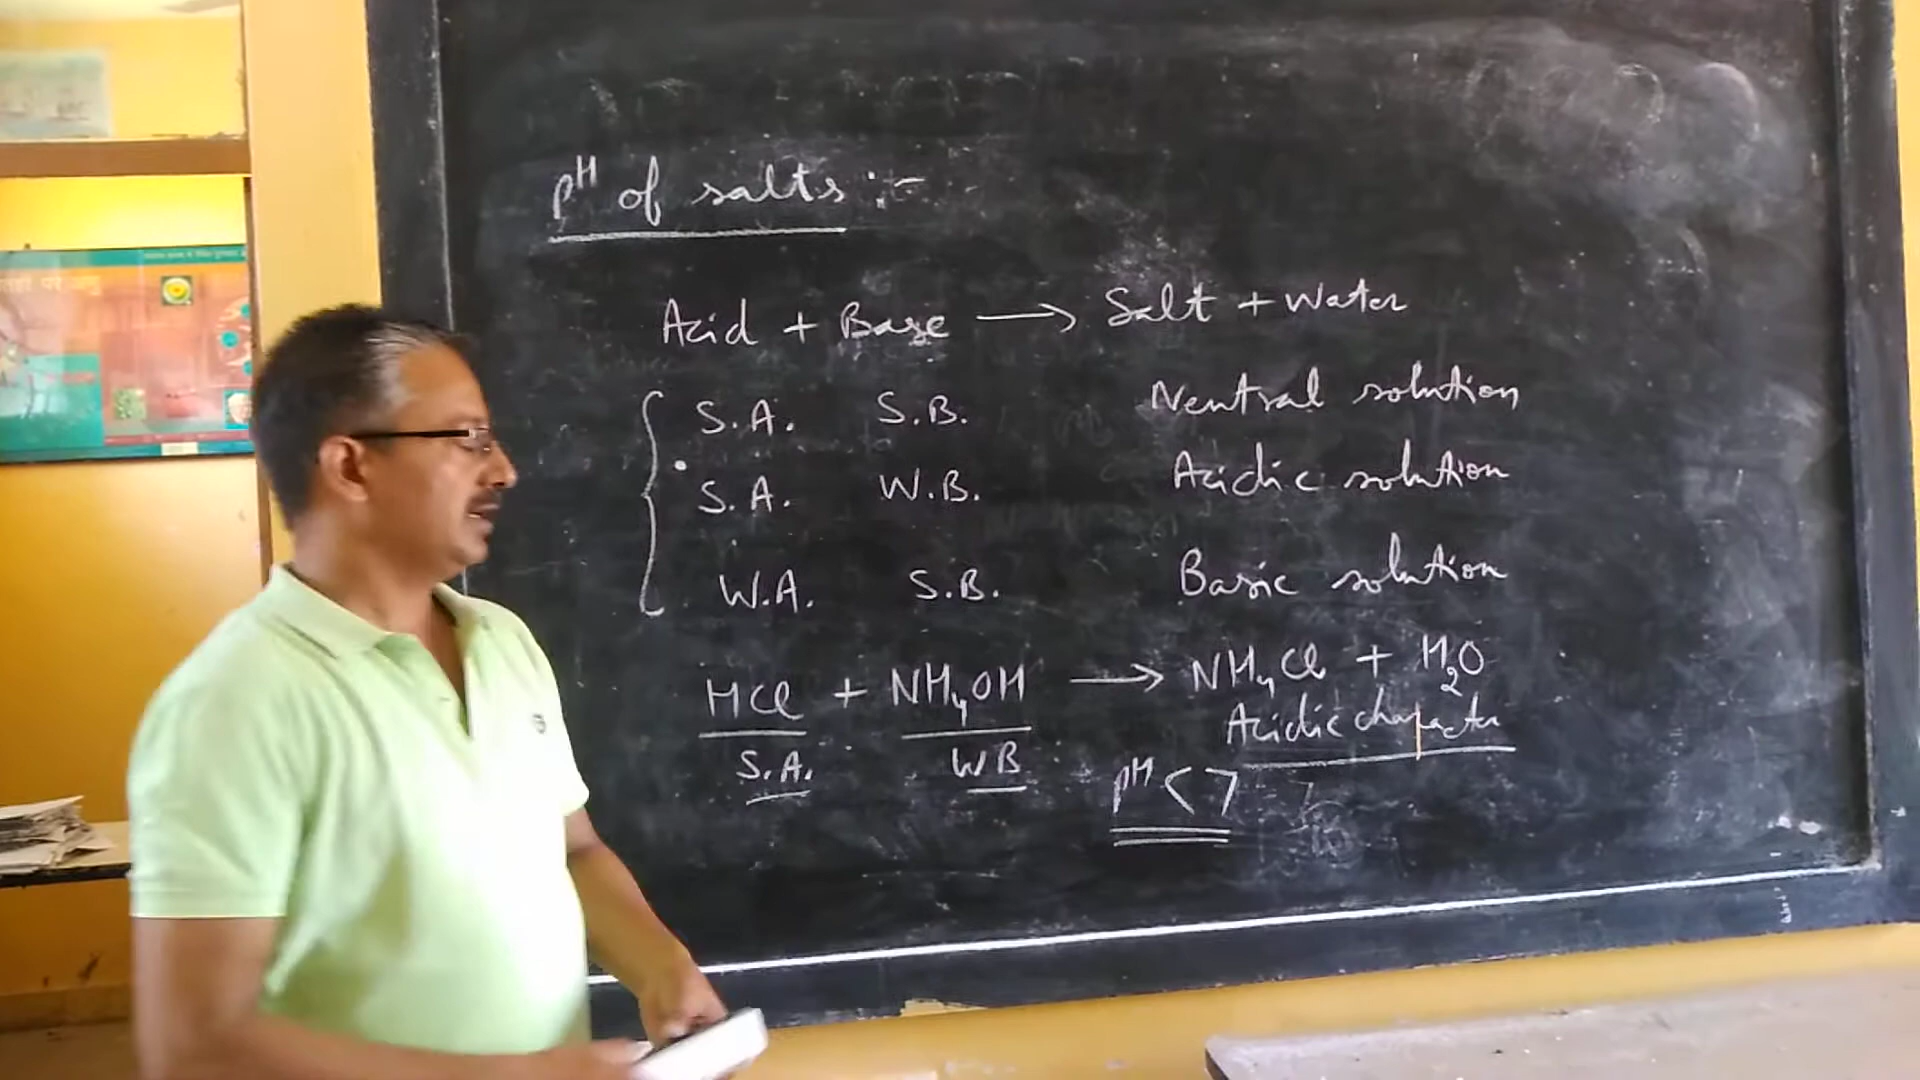 pH of salts :-
Acid + Base → Salt + Water
S.A. S.B. Neutral solution
S.A. W.B. Acidic solution
W.A. S.B. Basic solution
HCl + NH4OH → NH4Cl + H2O
S.A. WB Acidic character
pH < 7